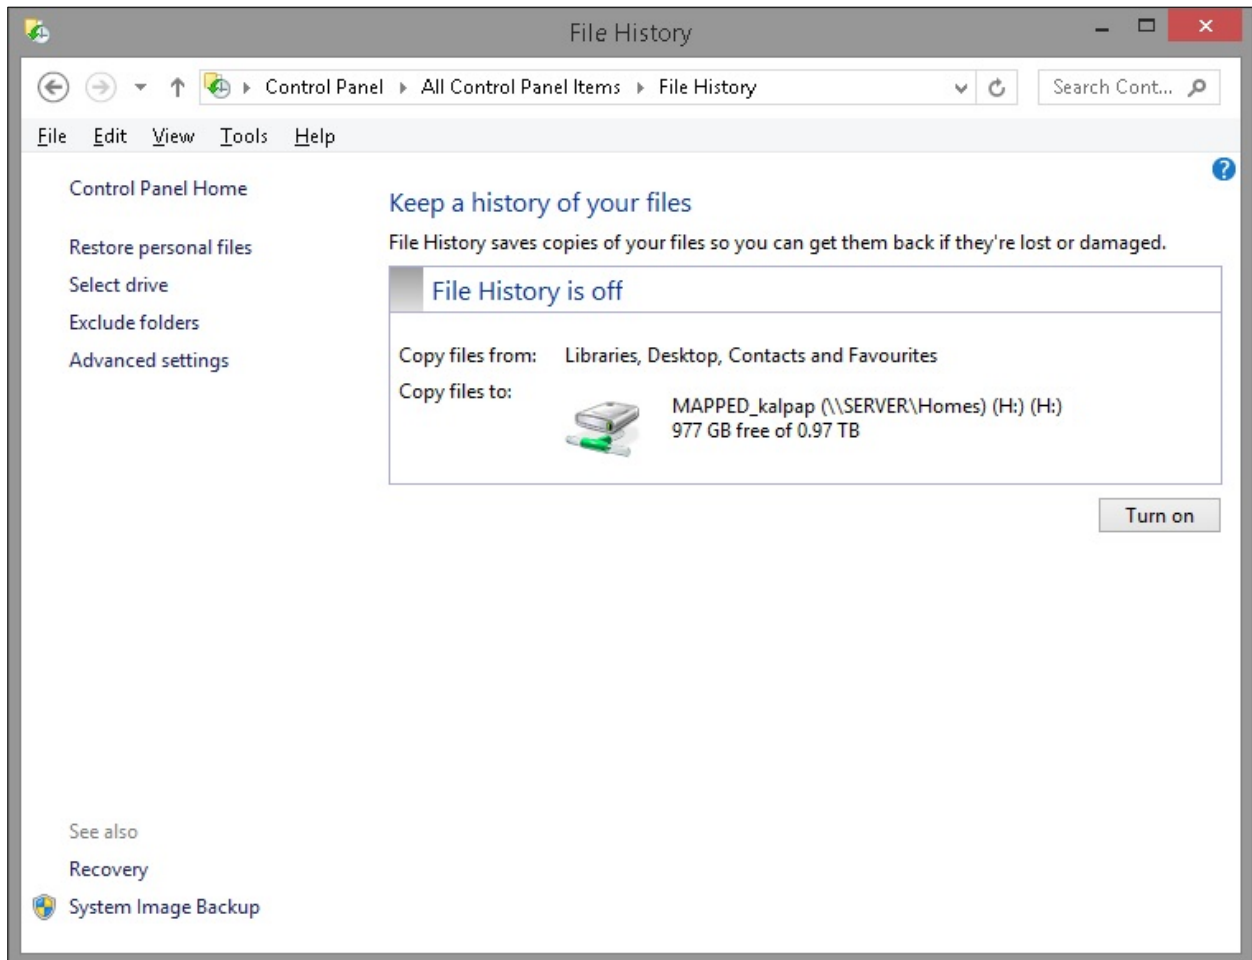 File History
Control Panel All Control Panel Items File History Search Cont...
File Edit View Tools Help
Control Panel Home
Restore personal files
Select drive
Exclude folders
Advanced settings
Keep a history of your files
File History saves copies of your files so you can get them back if they're lost or damaged.
File History is off
Copy files from: Libraries, Desktop, Contacts and Favourites
Copy files to:
MAPPED_kalpap (\\SERVER\Homes) (H:) (H:)
977 GB free of 0.97 TB
Turn on
See also
Recovery
System Image Backup